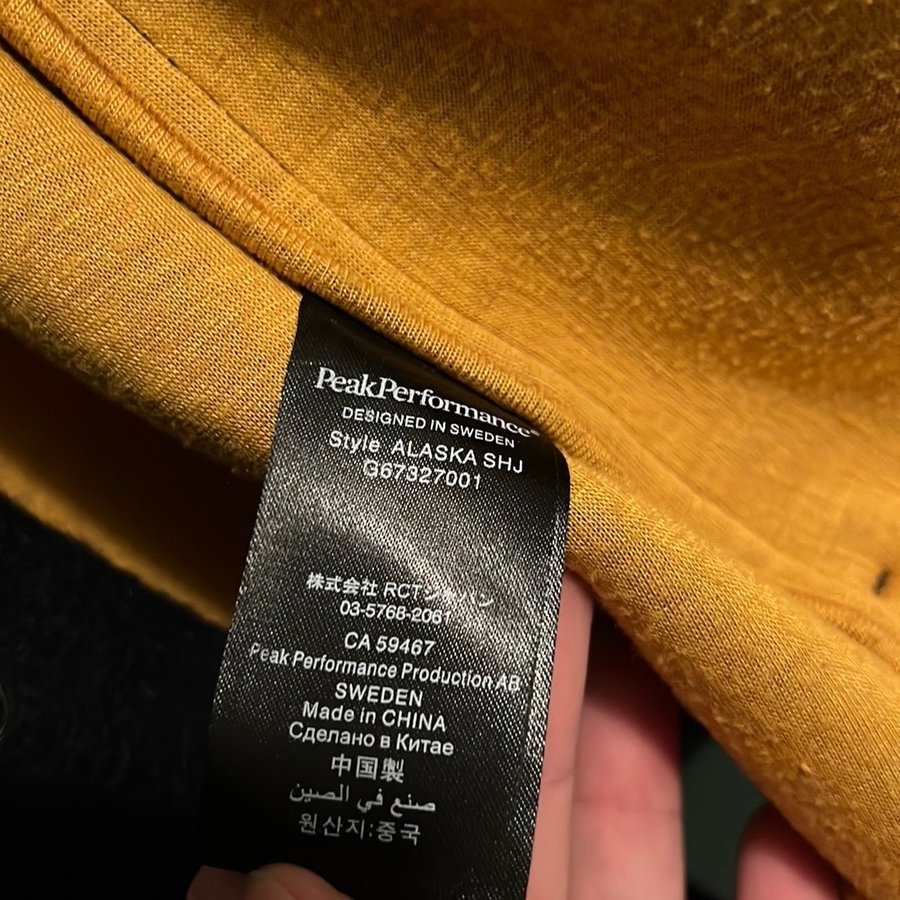 PeakPerformance®
DESIGNED IN SWEDEN
Style ALASKA SHJ
G67327001
株式会社 RCTジャパン
03-5768-2061
CA 59467
Peak Performance Production AB
SWEDEN
Made in CHINA
Сделано в Китае
中国製
صنع في الصين
원산지:중국